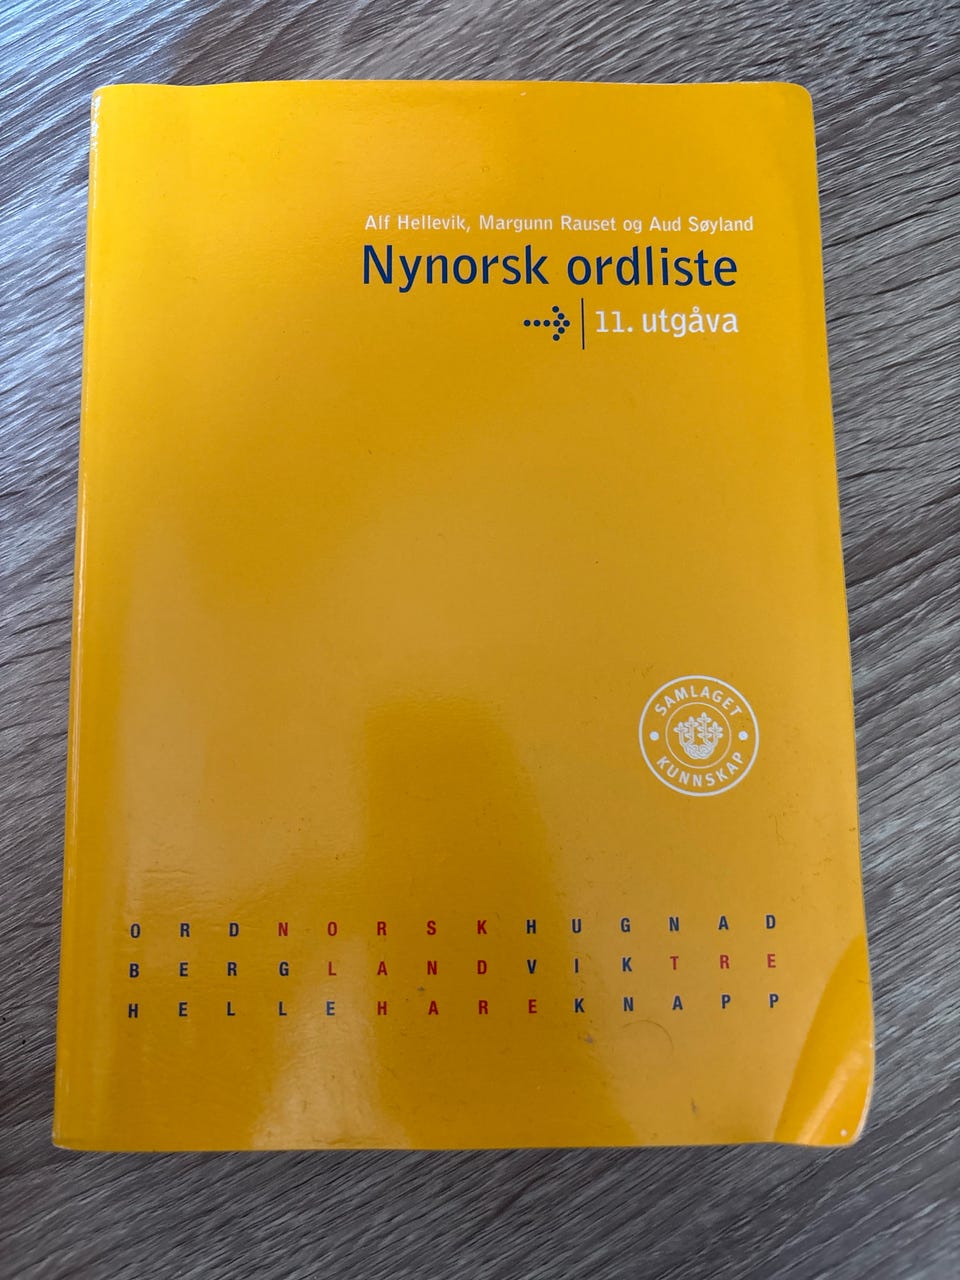 Alf Hellevik, Margunn Rauset og Aud Søyland
Nynorsk ordliste
11. utgåva
SAMLAGET
KUNNSKAP
O R D N O R S K H U G N A D
B E R G L A N D V I K T R E
H E L L E H A R E K N A P P